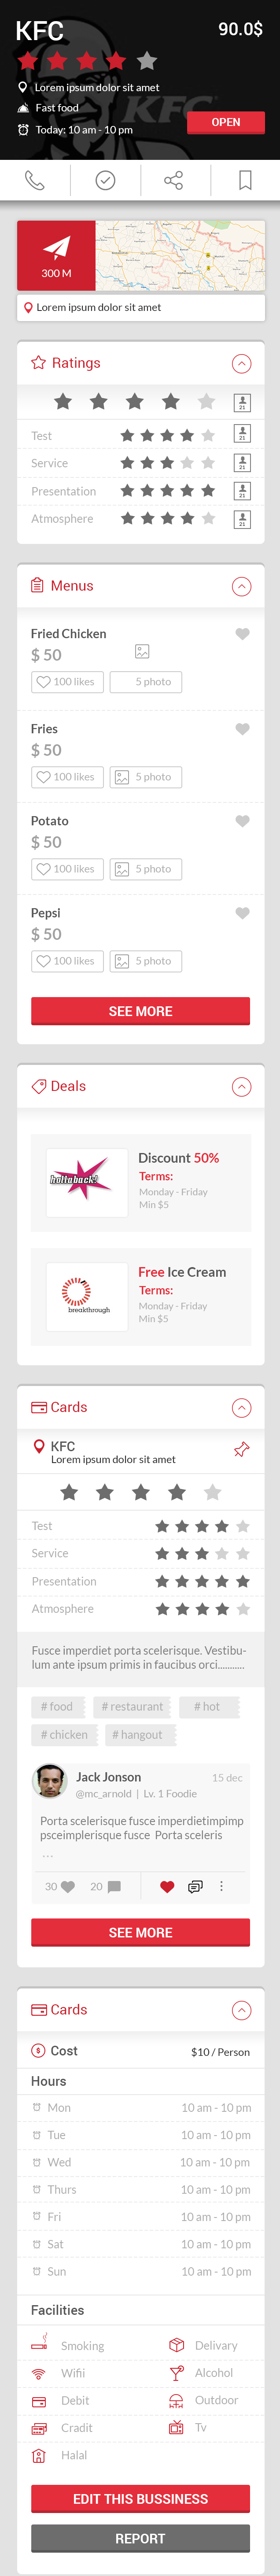 KFC
90.0$
Lorem ipsum dolor sit amet
Fast food
Today: 10 am - 10 pm
OPEN
KFC
300 M
Lorem ipsum dolor sit amet
Ratings
21
Test
21
Service
21
Presentation
21
Atmosphere
21
Menus
Fried Chicken
$ 50
100 likes
5 photo
Fries
$ 50
100 likes
5 photo
Potato
$ 50
100 likes
5 photo
Pepsi
$ 50
100 likes
5 photo
SEE MORE
Deals
hollaback!
Discount 50%
Terms:
Monday - Friday
Min $5
breakthrough
Free Ice Cream
Terms:
Monday - Friday
Min $5
Cards
KFC
Lorem ipsum dolor sit amet
Test
Service
Presentation
Atmosphere
Fusce imperdiet porta scelerisque. Vestibu-
lum ante ipsum primis in faucibus orci...........
# food
# restaurant
# hot
# chicken
# hangout
Jack Jonson
15 dec
@mc_arnold | Lv. 1 Foodie
Porta scelerisque fusce imperdietimpimp
psceimplerisque fusce Porta sceleris
...
30
20
SEE MORE
Cards
Cost
$10 / Person
Hours
Mon
10 am - 10 pm
Tue
10 am - 10 pm
Wed
10 am - 10 pm
Thurs
10 am - 10 pm
Fri
10 am - 10 pm
Sat
10 am - 10 pm
Sun
10 am - 10 pm
Facilities
Smoking
Delivary
Wifii
Alcohol
Debit
Outdoor
Cradit
Tv
Halal
EDIT THIS BUSSINESS
REPORT